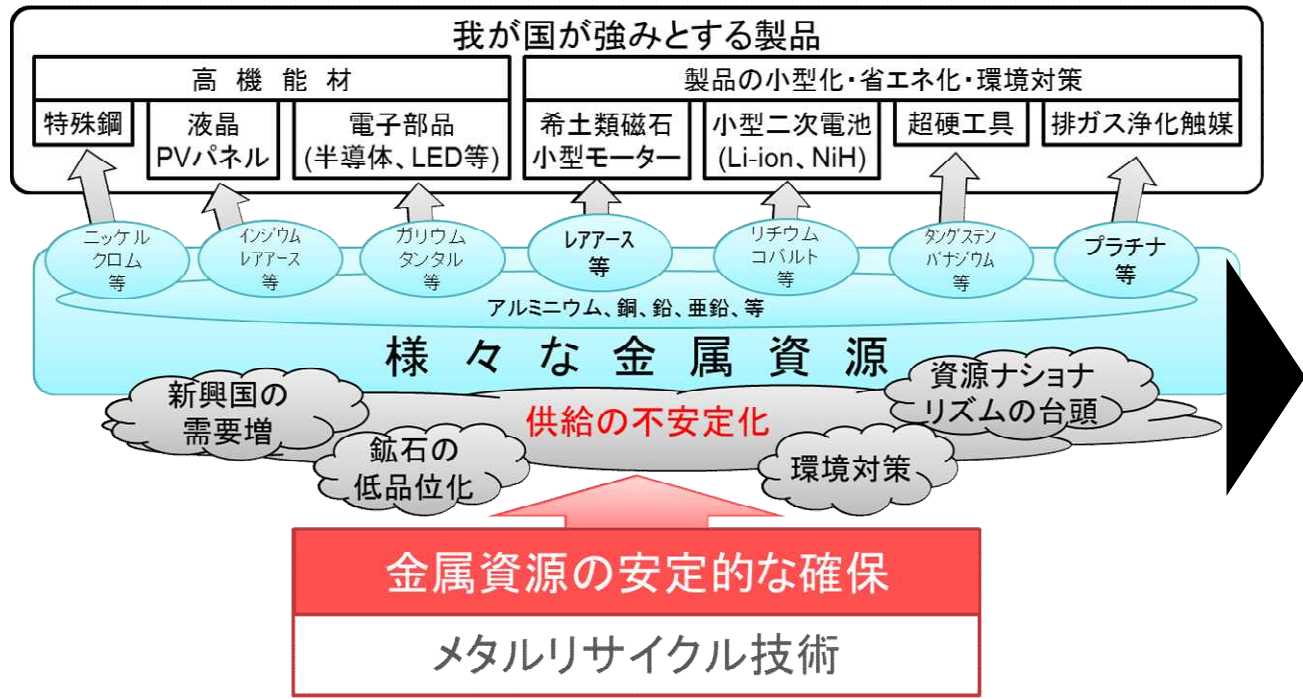 我が国が強みとする製品
高機能材
製品の小型化・省エネ化・環境対策
特殊鋼
液晶
PVパネル
電子部品
(半導体、LED等)
希土類磁石
小型モーター
小型二次電池
(Li-ion、NiH)
超硬工具
排ガス浄化触媒
ニッケル
クロム
等
インジウム
レアアース
等
ガリウム
タンタル
等
レアアース
等
リチウム
コバルト
等
タングステン
バナジウム
等
プラチナ
等
アルミニウム、銅、鉛、亜鉛、等
様々な金属資源
新興国の
需要増
鉱石の
低品位化
供給の不安定化
環境対策
資源ナショナ
リズムの台頭
金属資源の安定的な確保
メタルリサイクル技術